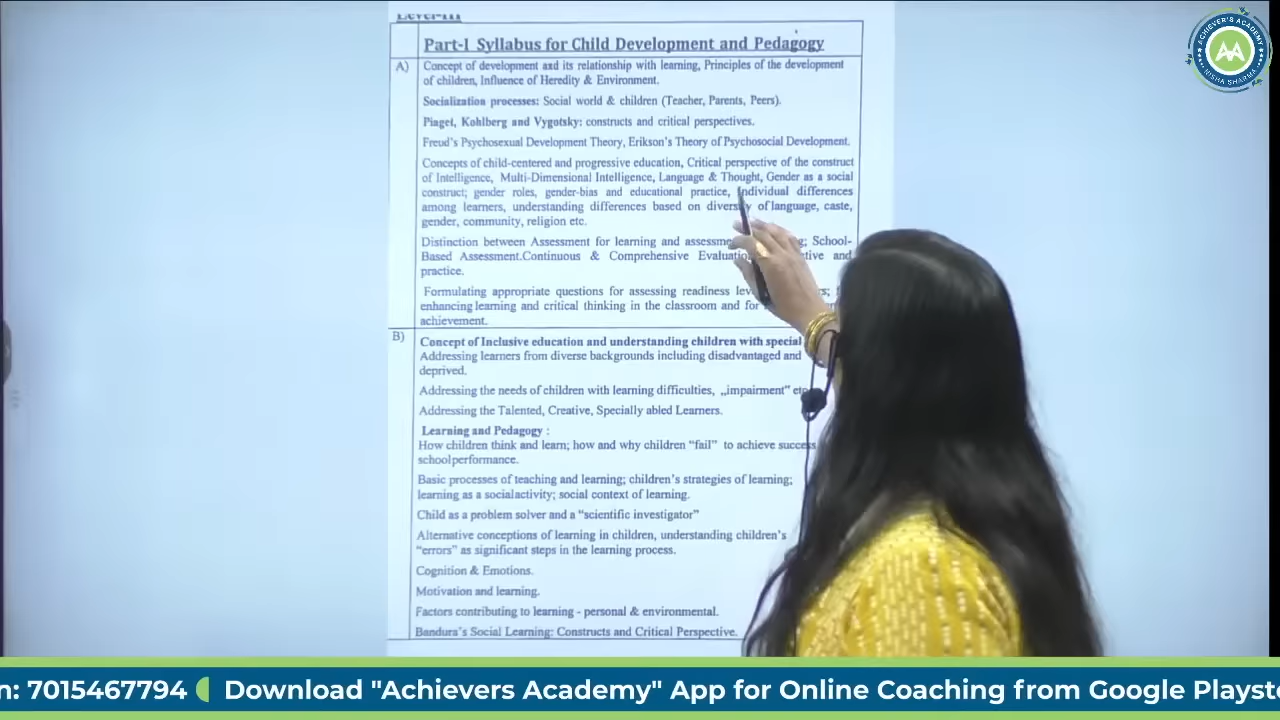 Level-III
Part-I Syllabus for Child Development and Pedagogy
A) Concept of development and its relationship with learning, Principles of the development
of children, Influence of Heredity & Environment.
Socialization processes: Social world & children (Teacher, Parents, Peers).
Piaget, Kohlberg and Vygotsky: constructs and critical perspectives.
Freud's Psychosexual Development Theory, Erikson's Theory of Psychosocial Development.
Concepts of child-centered and progressive education, Critical perspective of the construct
of Intelligence, Multi-Dimensional Intelligence, Language & Thought, Gender as a social
construct; gender roles, gender-bias and educational practice, Individual differences
among learners, understanding differences based on diversity of language, caste,
gender, community, religion etc.
Distinction between Assessment for learning and School-
Based Assessment.Continuous & Comprehensive and
practice.
Formulating appropriate questions for assessing readiness
enhancing learning and critical thinking in the classroom and for
achievement.
B) Concept of Inclusive education and understanding children with special
Addressing learners from diverse backgrounds including disadvantaged and
deprived.
Addressing the needs of children with learning difficulties, „impairment" etc
Addressing the Talented, Creative, Specially abled Learners.
Learning and Pedagogy :
How children think and learn; how and why children "fail" to achieve success
schoolperformance.
Basic processes of teaching and learning; children's strategies of learning;
learning as a socialactivity; social context of learning.
Child as a problem solver and a "scientific investigator"
Alternative conceptions of learning in children, understanding children's
"errors" as significant steps in the learning process.
Cognition & Emotions.
Motivation and learning.
Factors contributing to learning - personal & environmental.
Bandura's Social Learning: Constructs and Critical Perspective.
ACHIEVER'S ACADEMY
AA
NISHA SHARMA
n: 7015467794 Download "Achievers Academy" App for Online Coaching from Google Playst